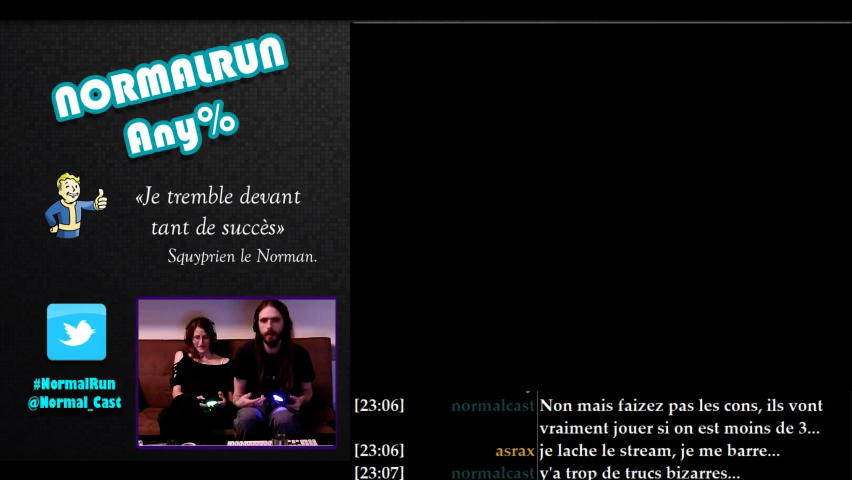 NORMALRUN
Any%
«Je tremble devant
tant de succès»
Squyprien le Norman.
#NormalRun
@Normal_Cast
[23:06] normalcast Non mais faizez pas les cons, ils vont
vraiment jouer si on est moins de 3...
[23:06] asrax je lache le stream, je me barre...
[23:07] normalcast y'a trop de trucs bizarres...